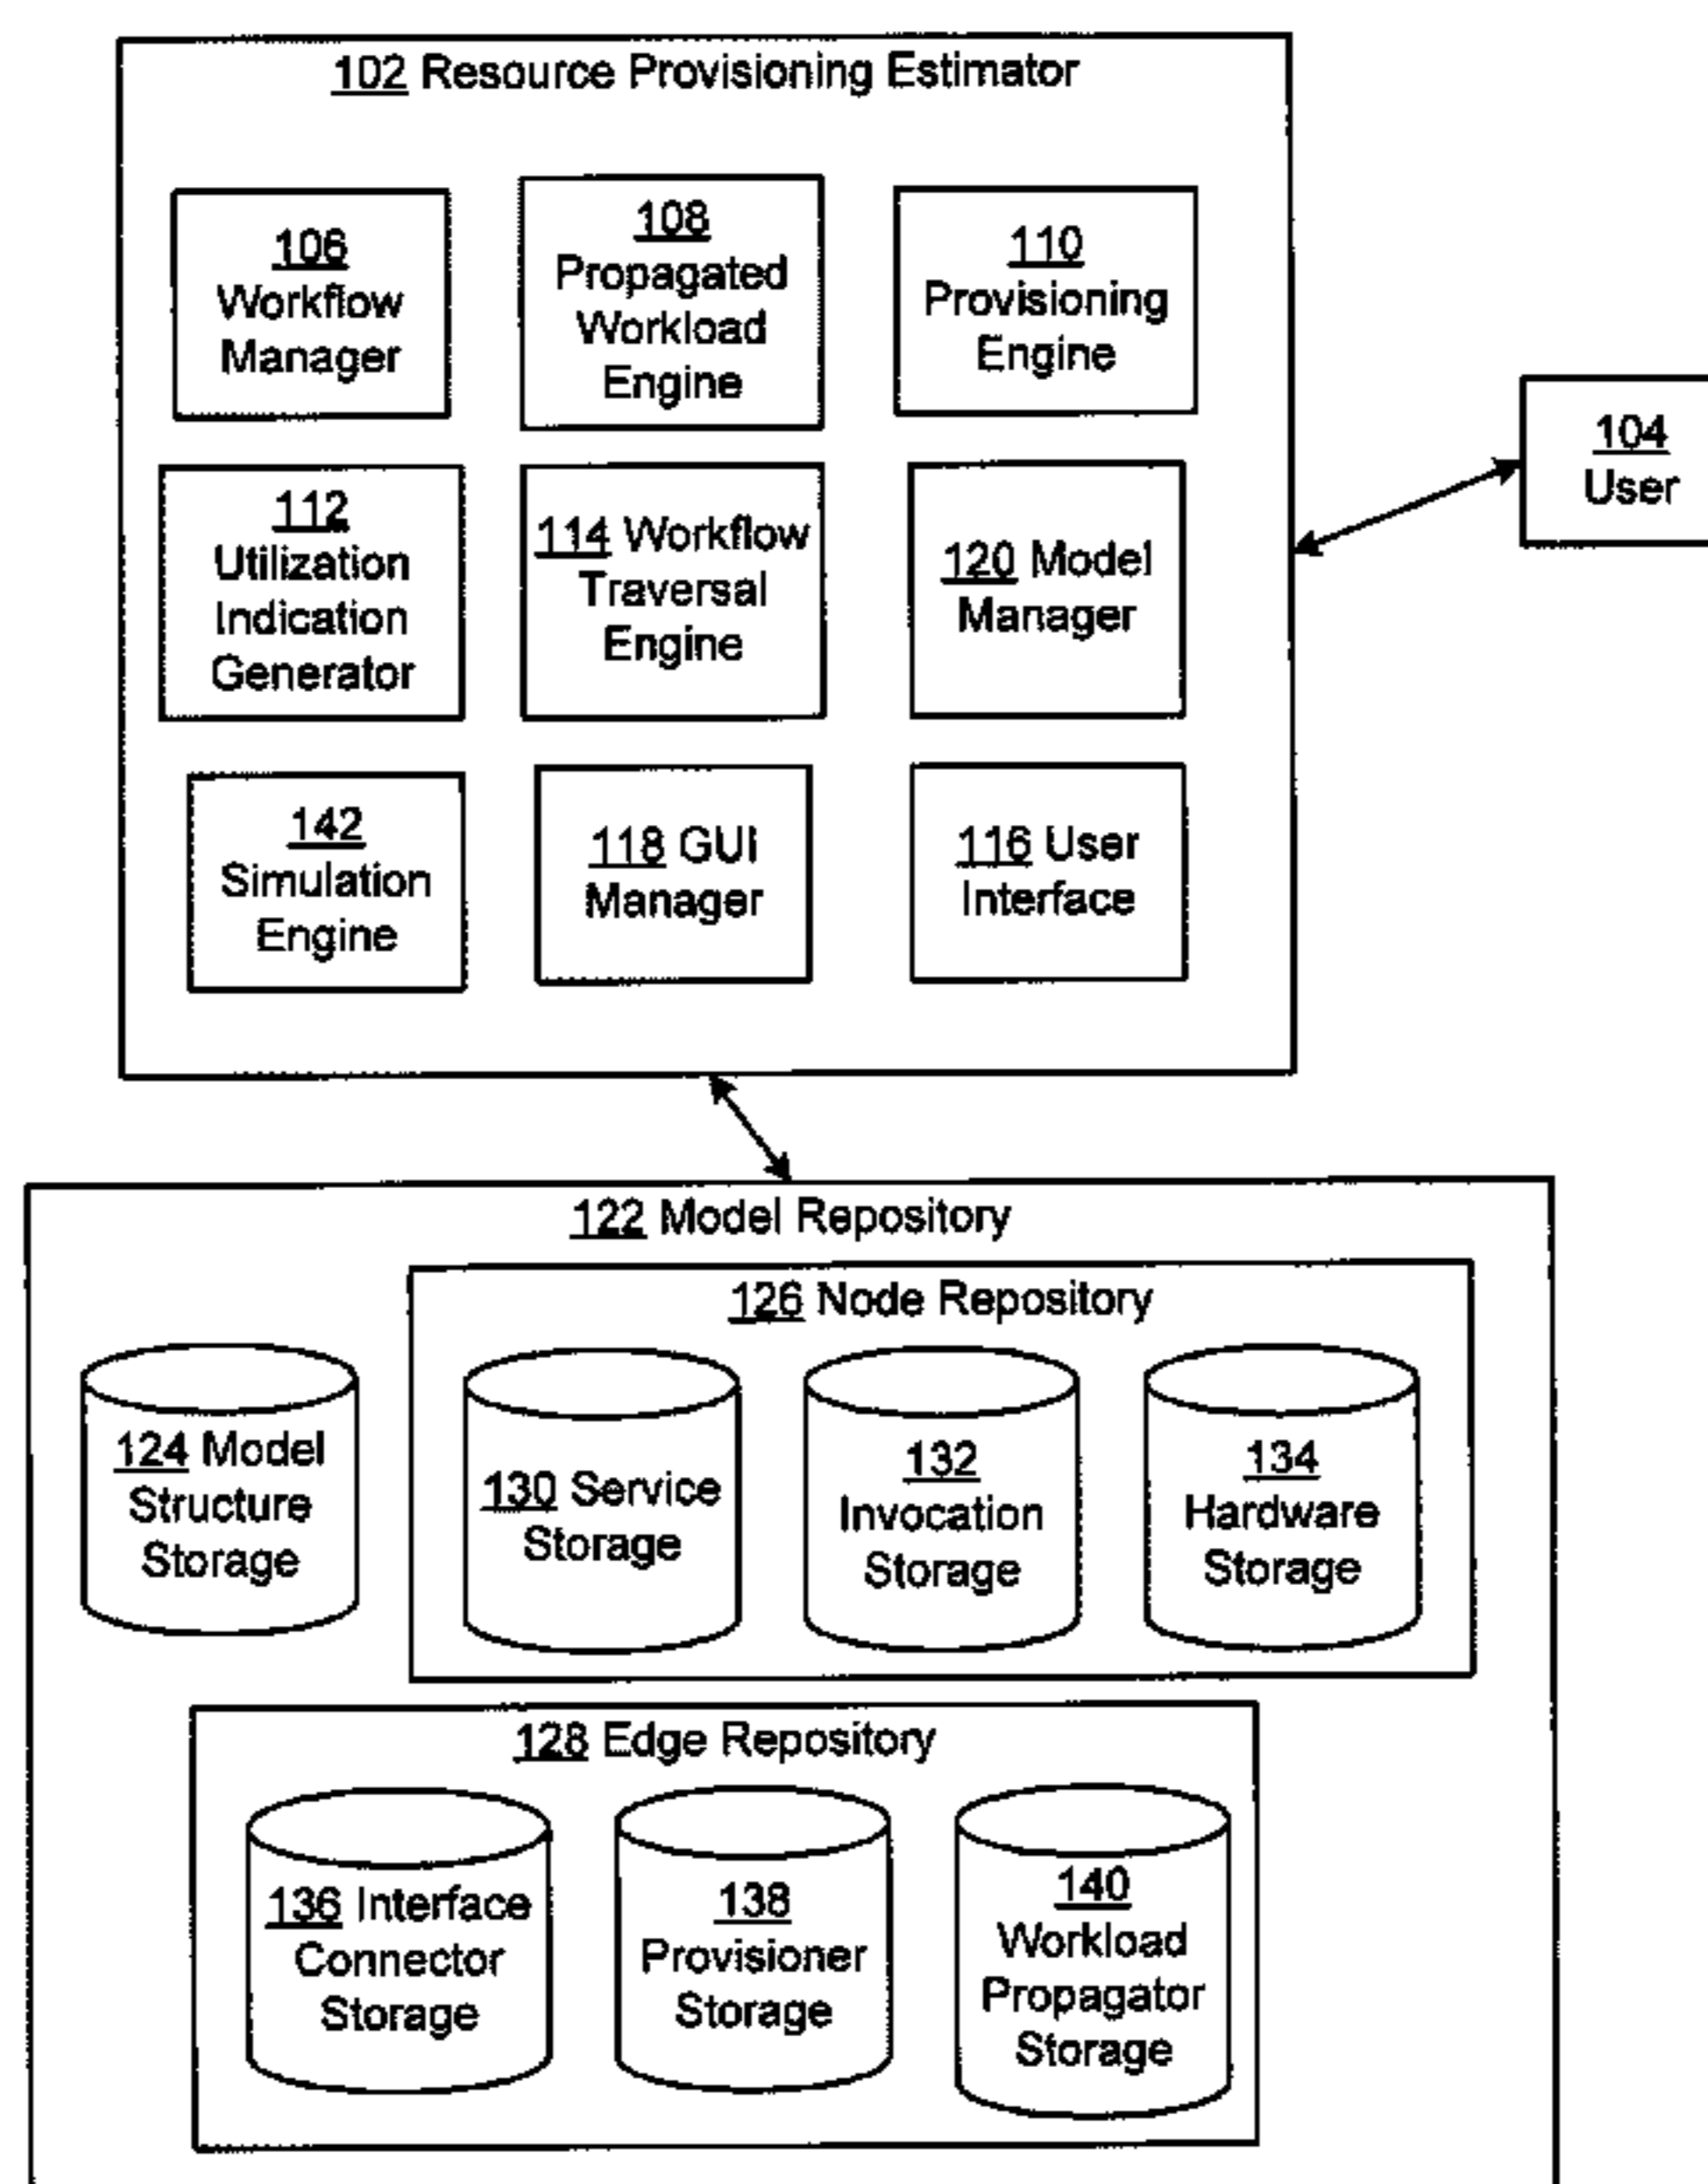 102 Resource Provisioning Estimator
106
Workflow
Manager
108
Propagated
Workload
Engine
110
Provisioning
Engine
104
User
112
Utilization
Indication
Generator
114 Workflow
Traversal
Engine
120 Model
Manager
142
Simulation
Engine
118 GUI
Manager
116 User
Interface
122 Model Repository
126 Node Repository
124 Model
Structure
Storage
130 Service
Storage
132
Invocation
Storage
134
Hardware
Storage
128 Edge Repository
136 Interface
Connector
Storage
138
Provisioner
Storage
140
Workload
Propagator
Storage